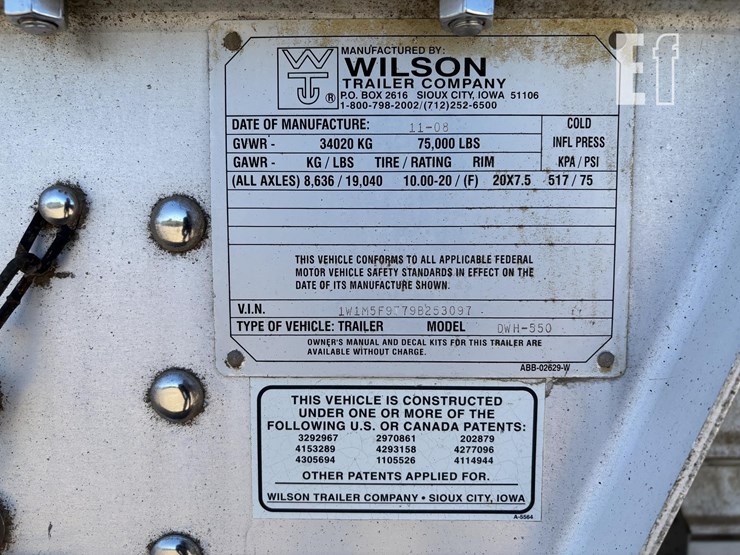 Ef
MANUFACTURED BY:
WILSON
TRAILER COMPANY
P.O. BOX 2616 SIOUX CITY, IOWA 51106
® 1-800-798-2002/(712)252-6500
DATE OF MANUFACTURE: 11-08 COLD
GVWR - 34020 KG 75,000 LBS INFL PRESS
GAWR - KG / LBS TIRE / RATING RIM KPA / PSI
(ALL AXLES) 8,636 / 19,040 10.00-20 / (F) 20X7.5 517 / 75
THIS VEHICLE CONFORMS TO ALL APPLICABLE FEDERAL
MOTOR VEHICLE SAFETY STANDARDS IN EFFECT ON THE
DATE OF ITS MANUFACTURE SHOWN.
V.I.N.
TYPE OF VEHICLE: TRAILER MODEL DWH-550
OWNER'S MANUAL AND DECAL KITS FOR THIS TRAILER ARE
AVAILABLE WITHOUT CHARGE.
ABB-02629-W
THIS VEHICLE IS CONSTRUCTED
UNDER ONE OR MORE OF THE
FOLLOWING U.S. OR CANADA PATENTS:
3292967 2970861 202879
4153289 4293158 4277096
4305694 1105526 4114944
OTHER PATENTS APPLIED FOR.
WILSON TRAILER COMPANY • SIOUX CITY, IOWA
A-5564